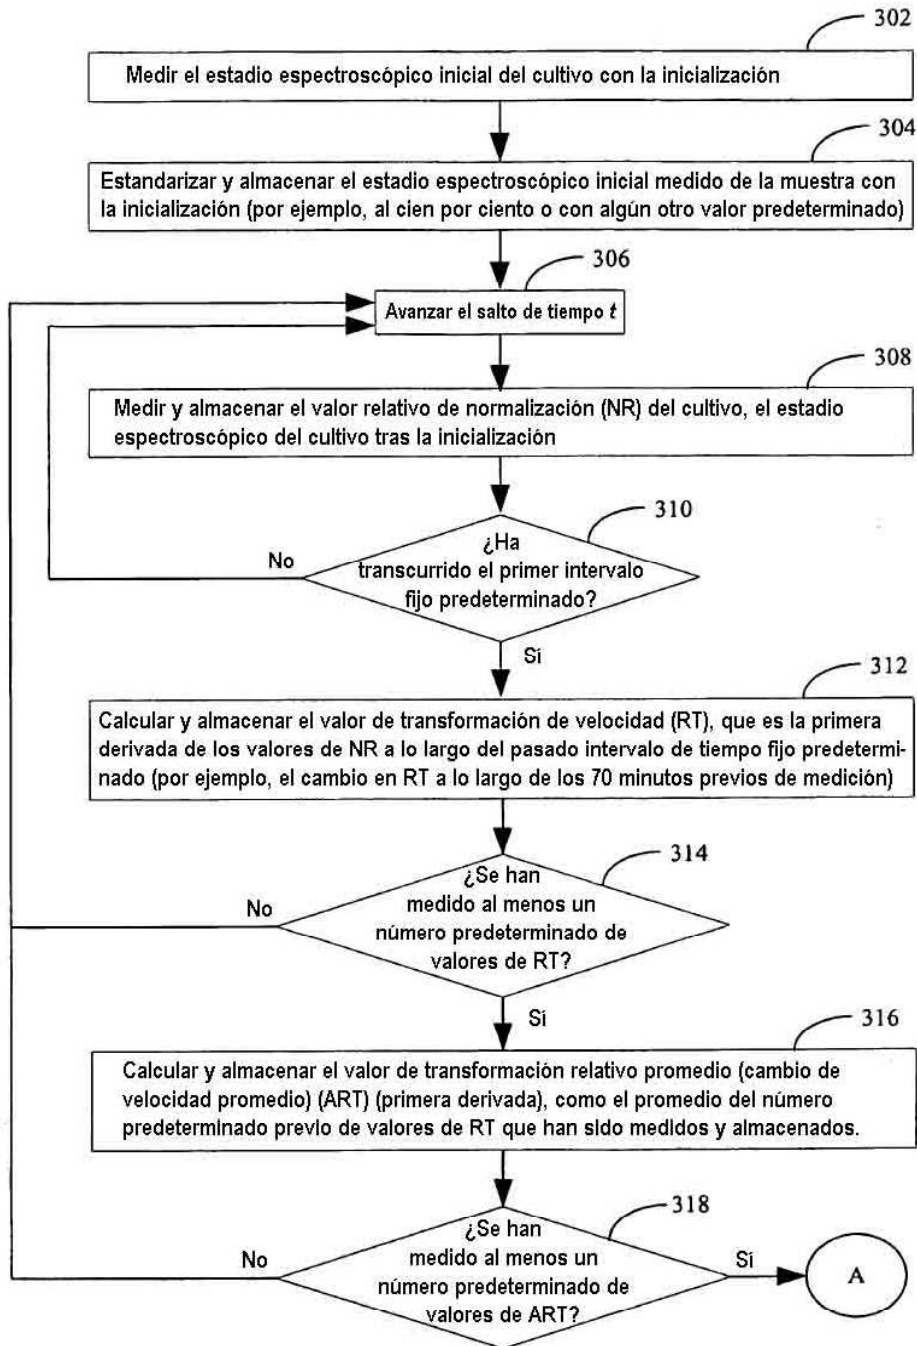 302
Medir el estadio espectroscópico inicial del cultivo con la inicialización
304
Estandarizar y almacenar el estadio espectroscópico inicial medido de la muestra con
la inicialización (por ejemplo, al cien por ciento o con algún otro valor predeterminado)
306
Avanzar el salto de tiempo t
308
Medir y almacenar el valor relativo de normalización (NR) del cultivo, el estadio
espectroscópico del cultivo tras la inicialización
310
¿Ha
transcurrido el primer intervalo
fijo predeterminado?
No
Sí
312
Calcular y almacenar el valor de transformación de velocidad (RT), que es la primera
derivada de los valores de NR a lo largo del pasado intervalo de tiempo fijo predetermi-
nado (por ejemplo, el cambio en RT a lo largo de los 70 minutos previos de medición)
314
¿Se han
medido al menos un
número predeterminado de
valores de RT?
No
Sí
316
Calcular y almacenar el valor de transformación relativo promedio (cambio de
velocidad promedio) (ART) (primera derivada), como el promedio del número
predeterminado previo de valores de RT que han sido medidos y almacenados.
318
¿Se han
medido al menos un
número predeterminado de
valores de ART?
No
Sí
A